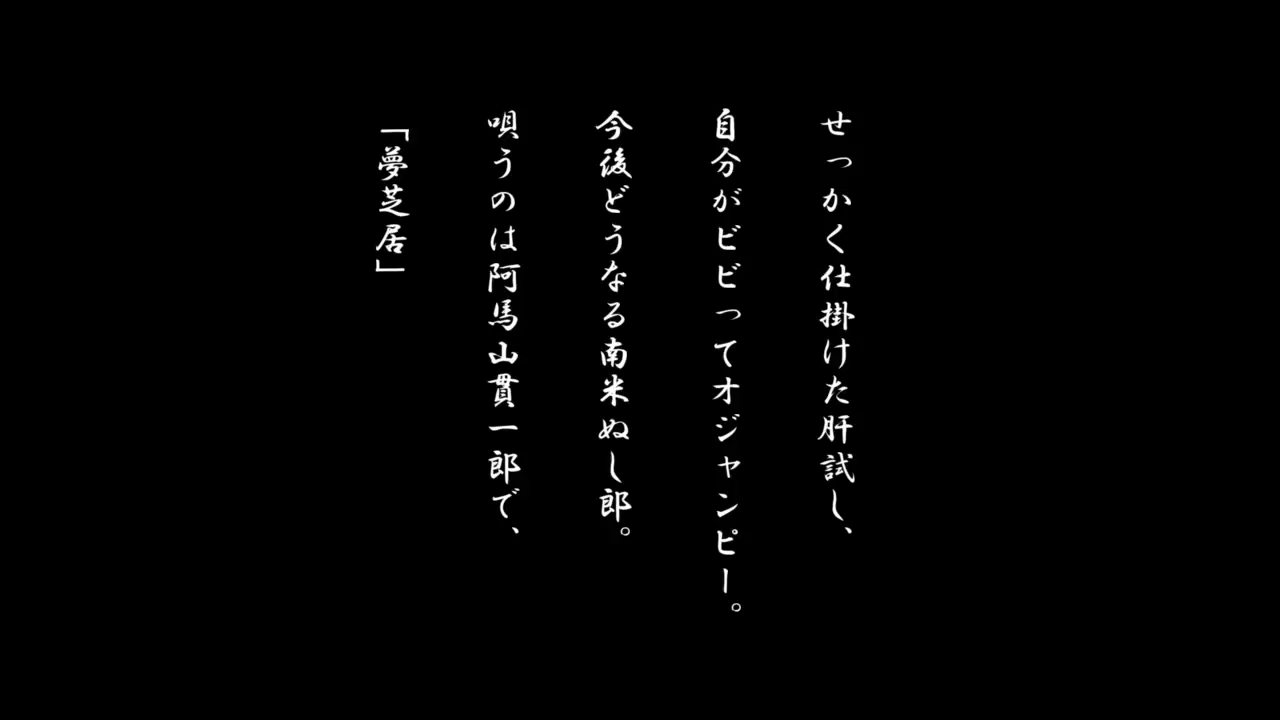 せっかく仕掛けた肝試し、
自分がビビってオジャンピー。
今後どうなる南米ぬし郎。
唄うのは阿馬山貫一郎で、
「夢芝居」